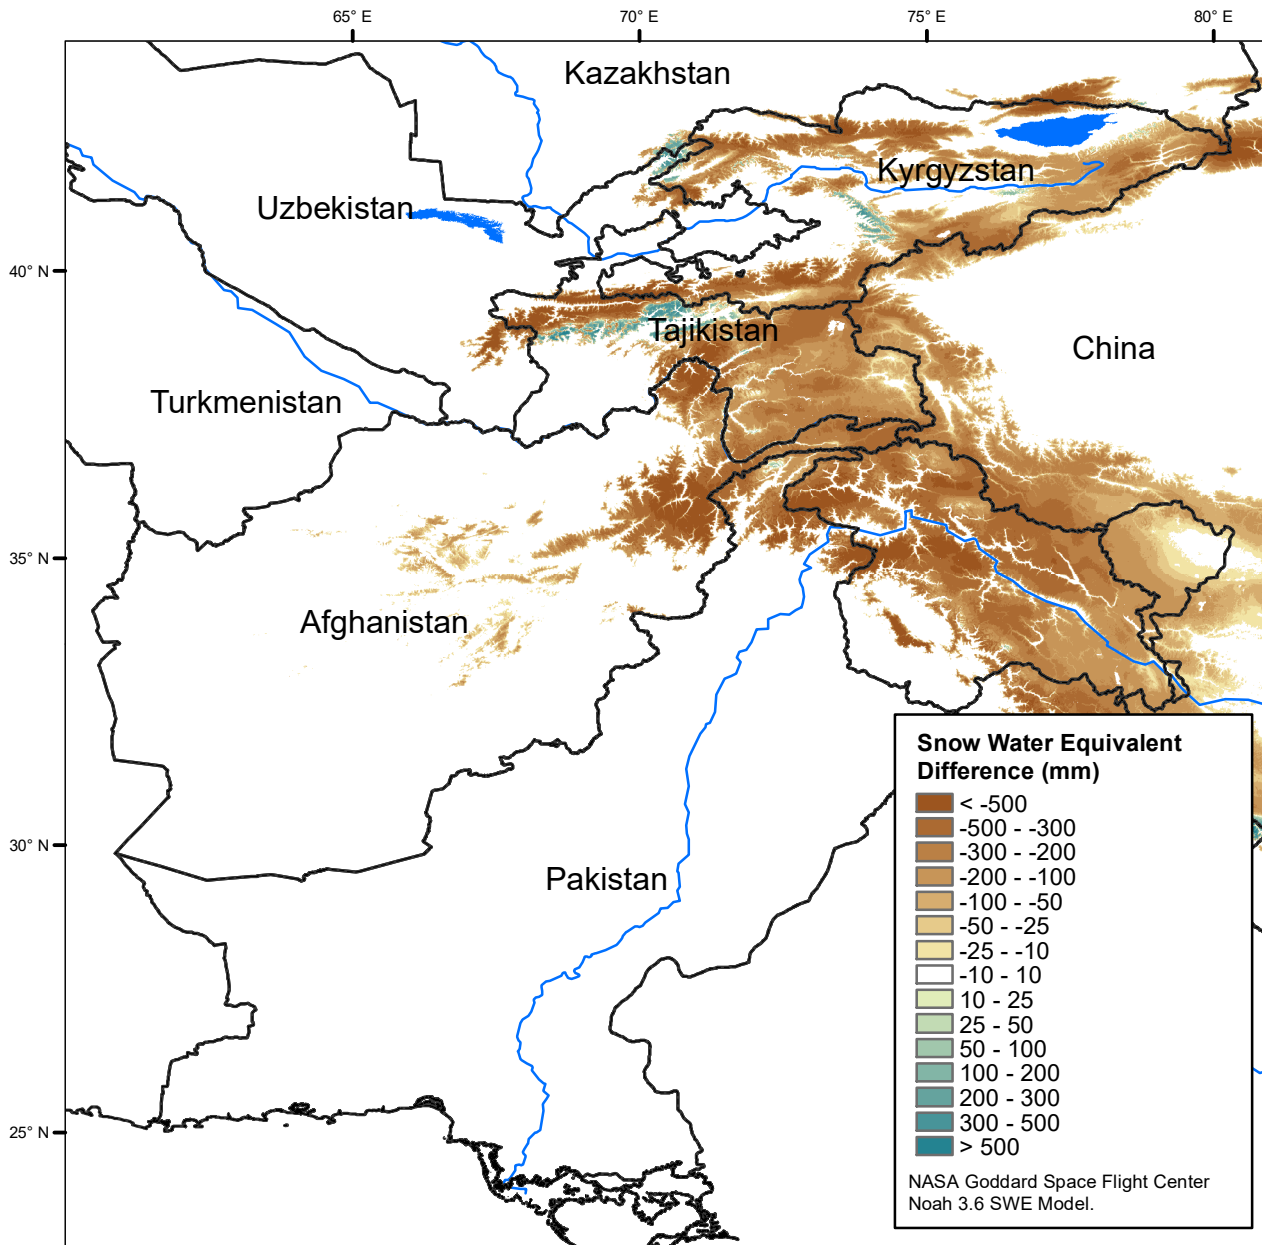 65° E
70° E
75° E
80° E
Kazakhstan
Kyrgyzstan
Uzbekistan
40° N
Tajikistan
China
Turkmenistan
35° N
Afghanistan
Snow Water Equivalent
Difference (mm)
< -500
-500 - -300
-300 - -200
-200 - -100
-100 - -50
-50 - -25
-25 - -10
-10 - 10
10 - 25
25 - 50
50 - 100
100 - 200
200 - 300
300 - 500
> 500
30° N
Pakistan
25° N
NASA Goddard Space Flight Center
Noah 3.6 SWE Model.